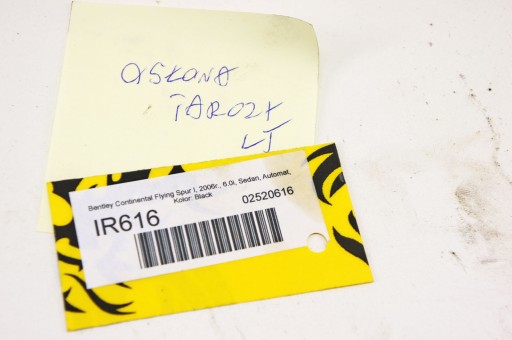 OSŁONA
TARCZY
LT
Bentley Continental Flying Spur I, 2006r., 6.0i, Sedan, Automat,
Kolor: Black
IR616
02520616